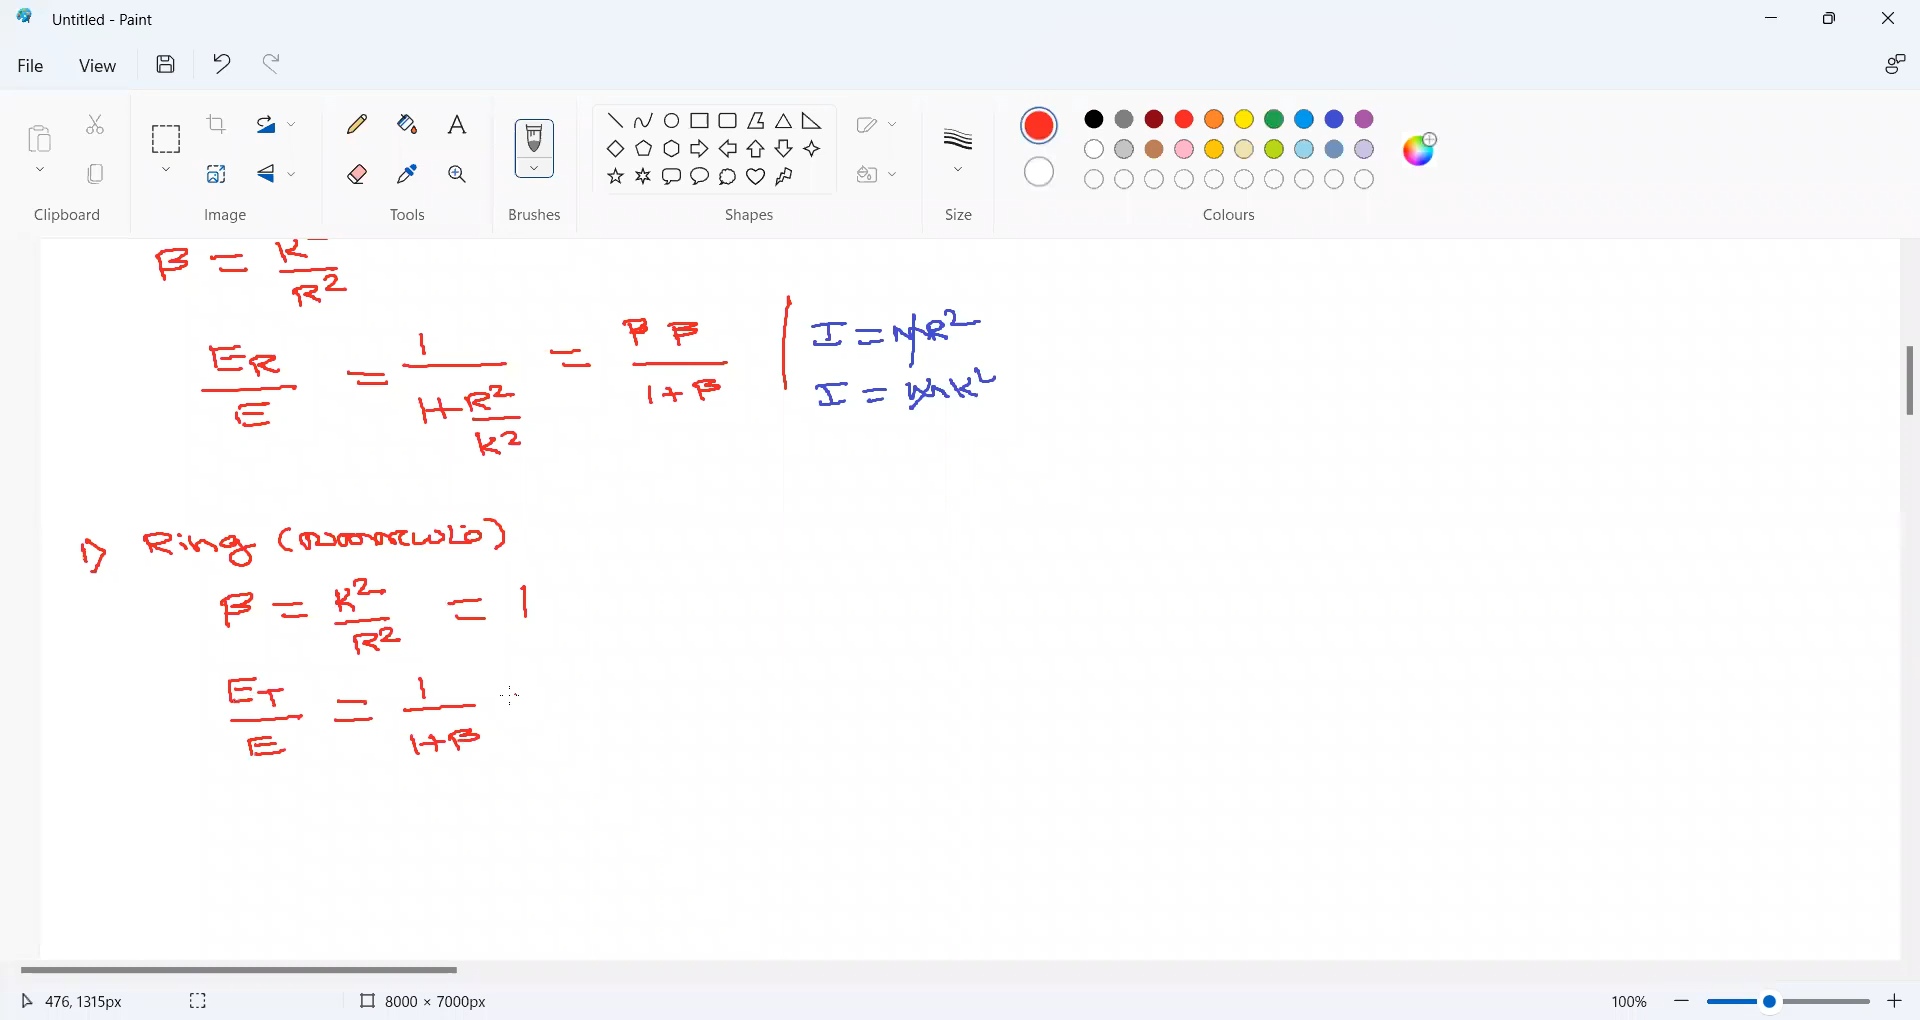 Untitled - Paint
File View
Clipboard
Image
Tools
Brushes
Shapes
Size
Colours
β = K² / R²
E_R / E = 1 / (1 + R²/K²) = β / (1 + β)
I = MR²
I = MK²
1) Ring (
β = K² / R² = 1
E_T / E = 1 / (1 + β)
476, 1315px
8000 × 7000px
100%